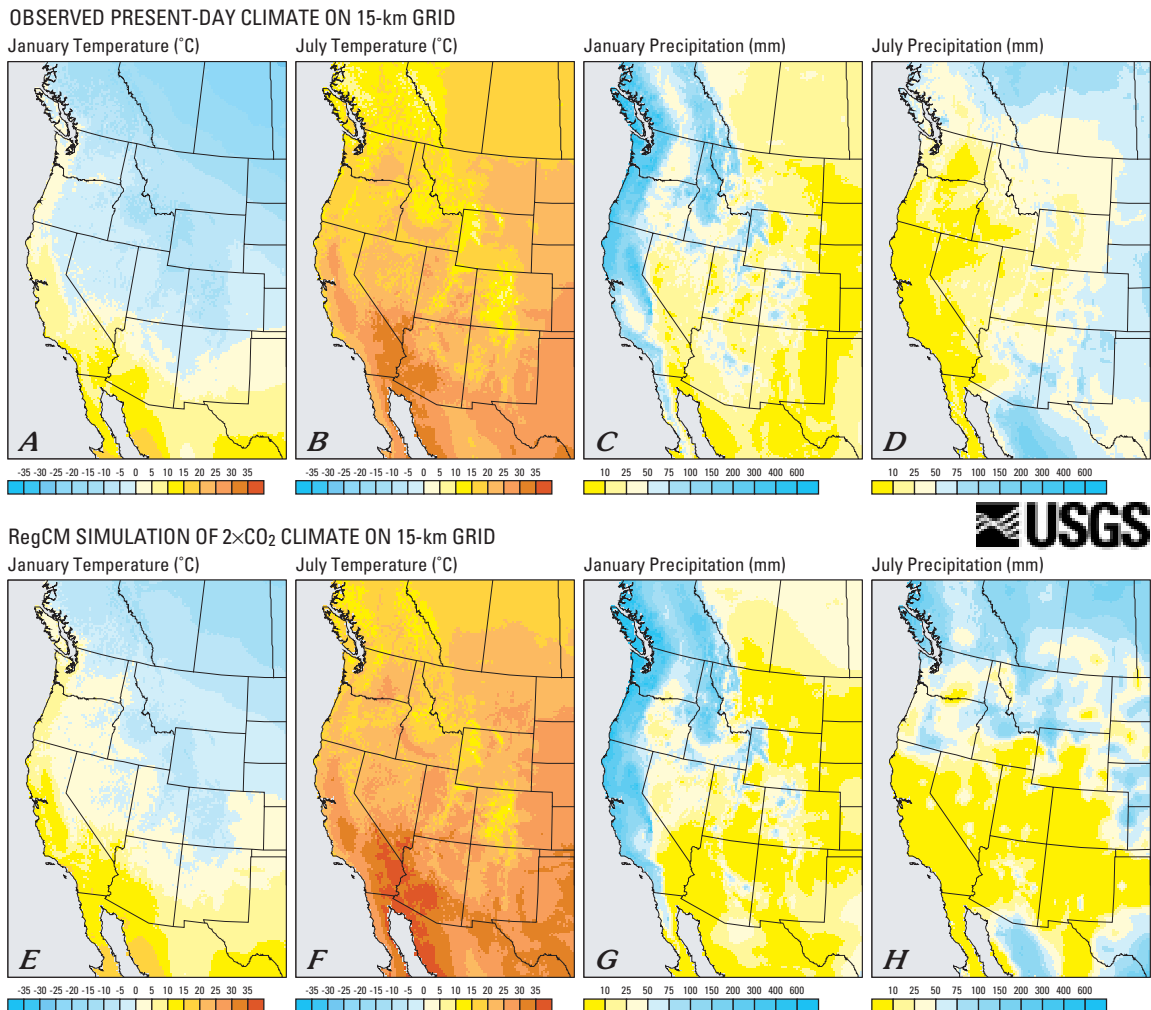 OBSERVED PRESENT-DAY CLIMATE ON 15-km GRID
January Temperature (˚C)
July Temperature (˚C)
January Precipitation (mm)
July Precipitation (mm)
A
B
C
D
-35 -30 -25 -20 -15 -10 -5 0 5 10 15 20 25 30 35
-35 -30 -25 -20 -15 -10 -5 0 5 10 15 20 25 30 35
10 25 50 75 100 150 200 300 400 600
10 25 50 75 100 150 200 300 400 600
USGS
RegCM SIMULATION OF 2×CO₂ CLIMATE ON 15-km GRID
January Temperature (˚C)
July Temperature (˚C)
January Precipitation (mm)
July Precipitation (mm)
E
F
G
H
-35 -30 -25 -20 -15 -10 -5 0 5 10 15 20 25 30 35
-35 -30 -25 -20 -15 -10 -5 0 5 10 15 20 25 30 35
10 25 50 75 100 150 200 300 400 600
10 25 50 75 100 150 200 300 400 600